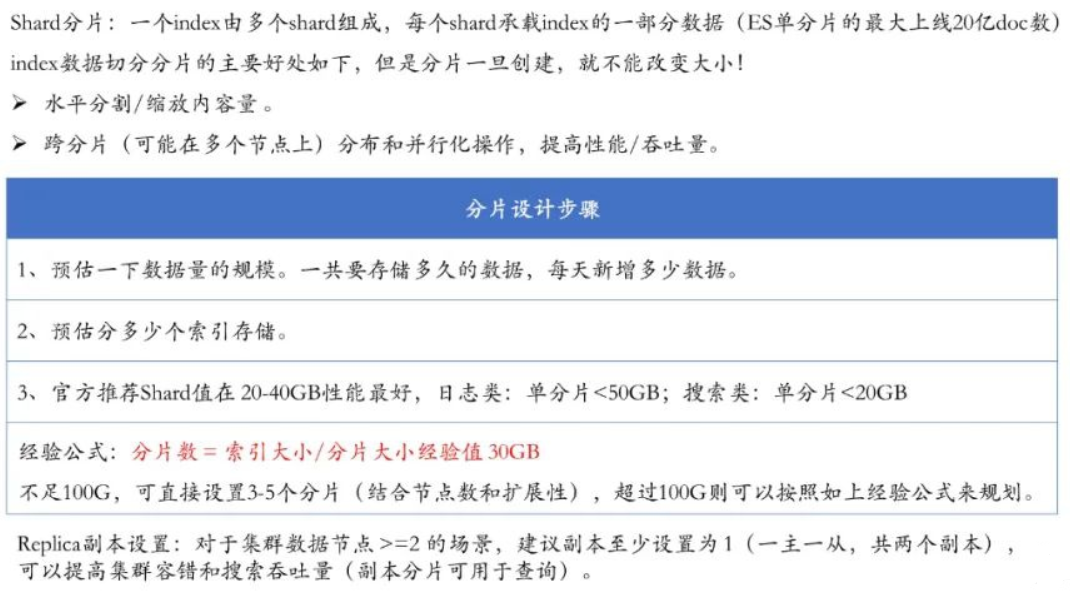 Shard分片：一个index由多个shard组成，每个shard承载index的一部分数据（ES单分片的最大上线20亿doc数）
index数据切分分片的主要好处如下，但是分片一旦创建，就不能改变大小！
➢ 水平分割/缩放内容量。
➢ 跨分片（可能在多个节点上）分布和并行化操作，提高性能/吞吐量。
分片设计步骤
1、预估一下数据量的规模。一共要存储多久的数据，每天新增多少数据。
2、预估分多少个索引存储。
3、官方推荐Shard值在 20-40GB性能最好，日志类：单分片<50GB；搜索类：单分片<20GB
经验公式：分片数 = 索引大小/分片大小经验值 30GB
不足100G，可直接设置3-5个分片（结合节点数和扩展性），超过100G则可以按照如上经验公式来规划。
Replica副本设置：对于集群数据节点 >=2 的场景，建议副本至少设置为 1（一主一从，共两个副本），
可以提高集群容错和搜索吞吐量（副本分片可用于查询）。